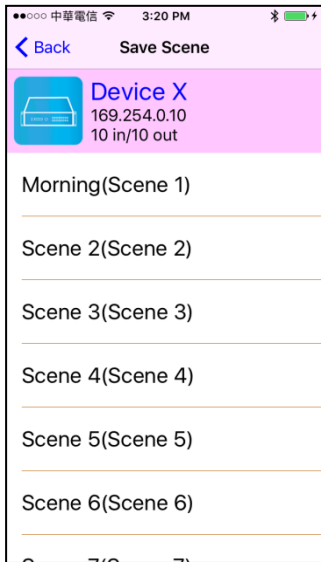 中華電信 3:20 PM
Back Save Scene
Device X
169.254.0.10
10 in/10 out
Morning(Scene 1)
Scene 2(Scene 2)
Scene 3(Scene 3)
Scene 4(Scene 4)
Scene 5(Scene 5)
Scene 6(Scene 6)